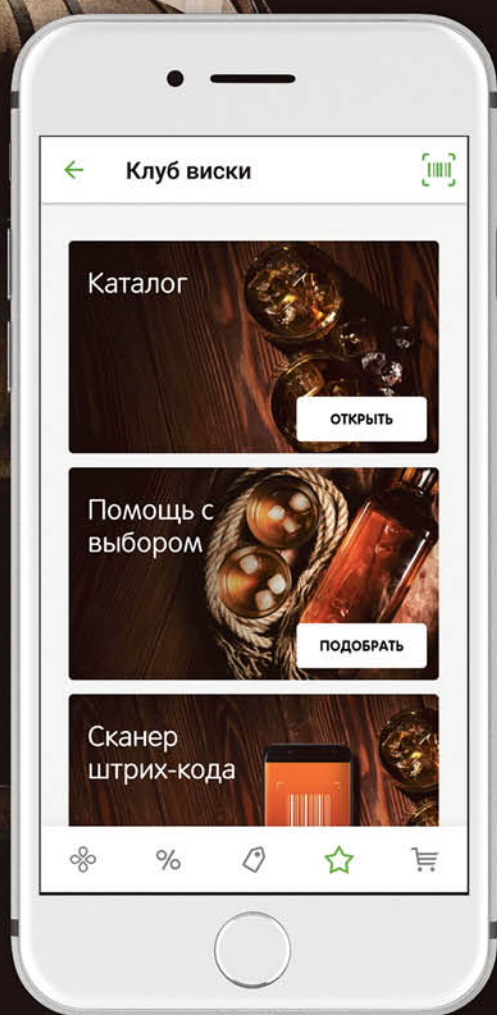 Клуб виски
Каталог
ОТКРЫТЬ
Помощь с
выбором
ПОДОБРАТЬ
Сканер
штрих-кода
%